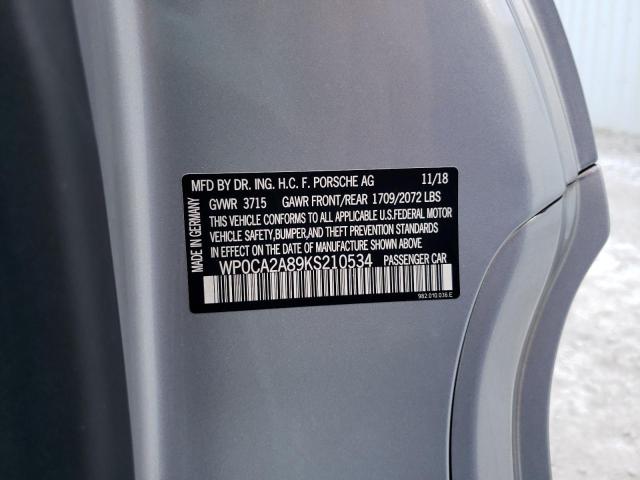 MADE IN GERMANY
MFD BY DR. ING. H.C. F. PORSCHE AG 11/18
GVWR 3715 GAWR FRONT/REAR 1709/2072 LBS
THIS VEHICLE CONFORMS TO ALL APPLICABLE U.S.FEDERAL MOTOR
VEHICLE SAFETY,BUMPER,AND THEFT PREVENTION STANDARDS
IN EFFECT ON THE DATE OF MANUFACTURE SHOWN ABOVE.
WP0CA2A89KS210534 PASSENGER CAR
982.010.036.E